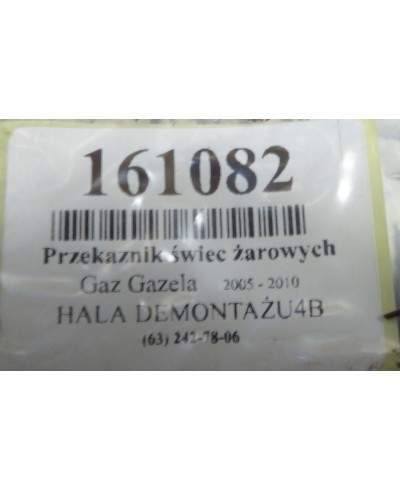 161082
Przekaznik świec żarowych
Gaz Gazela 2005 - 2010
HALA DEMONTAŻU4B
(63) 242-78-06